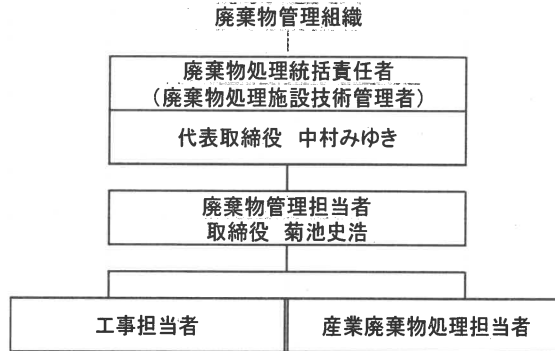 廃棄物管理組織
廃棄物処理統括責任者
（廃棄物処理施設技術管理者）
代表取締役 中村みゆき
廃棄物管理担当者
取締役 菊池史浩
工事担当者
産業廃棄物処理担当者